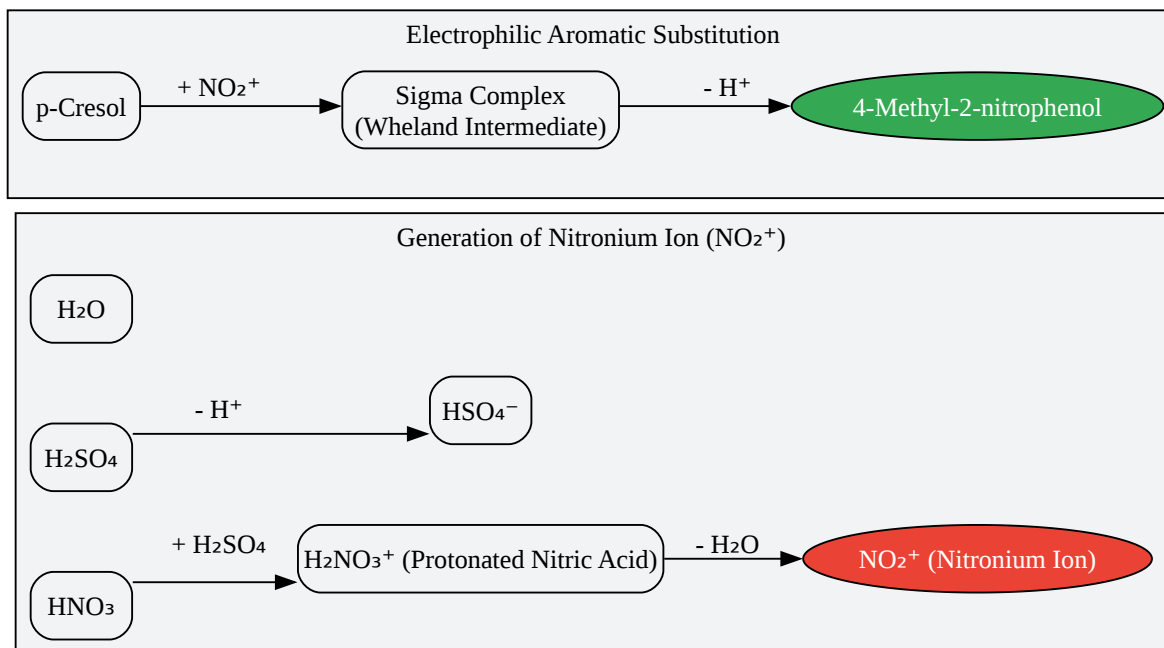 Electrophilic Aromatic Substitution
p-Cresol
+ NO₂⁺
Sigma Complex
(Wheland Intermediate)
- H⁺
4-Methyl-2-nitrophenol
Generation of Nitronium Ion (NO₂⁺)
H₂O
H₂SO₄
- H⁺
HSO₄⁻
HNO₃
+ H₂SO₄
H₂NO₃⁺ (Protonated Nitric Acid)
- H₂O
NO₂⁺ (Nitronium Ion)